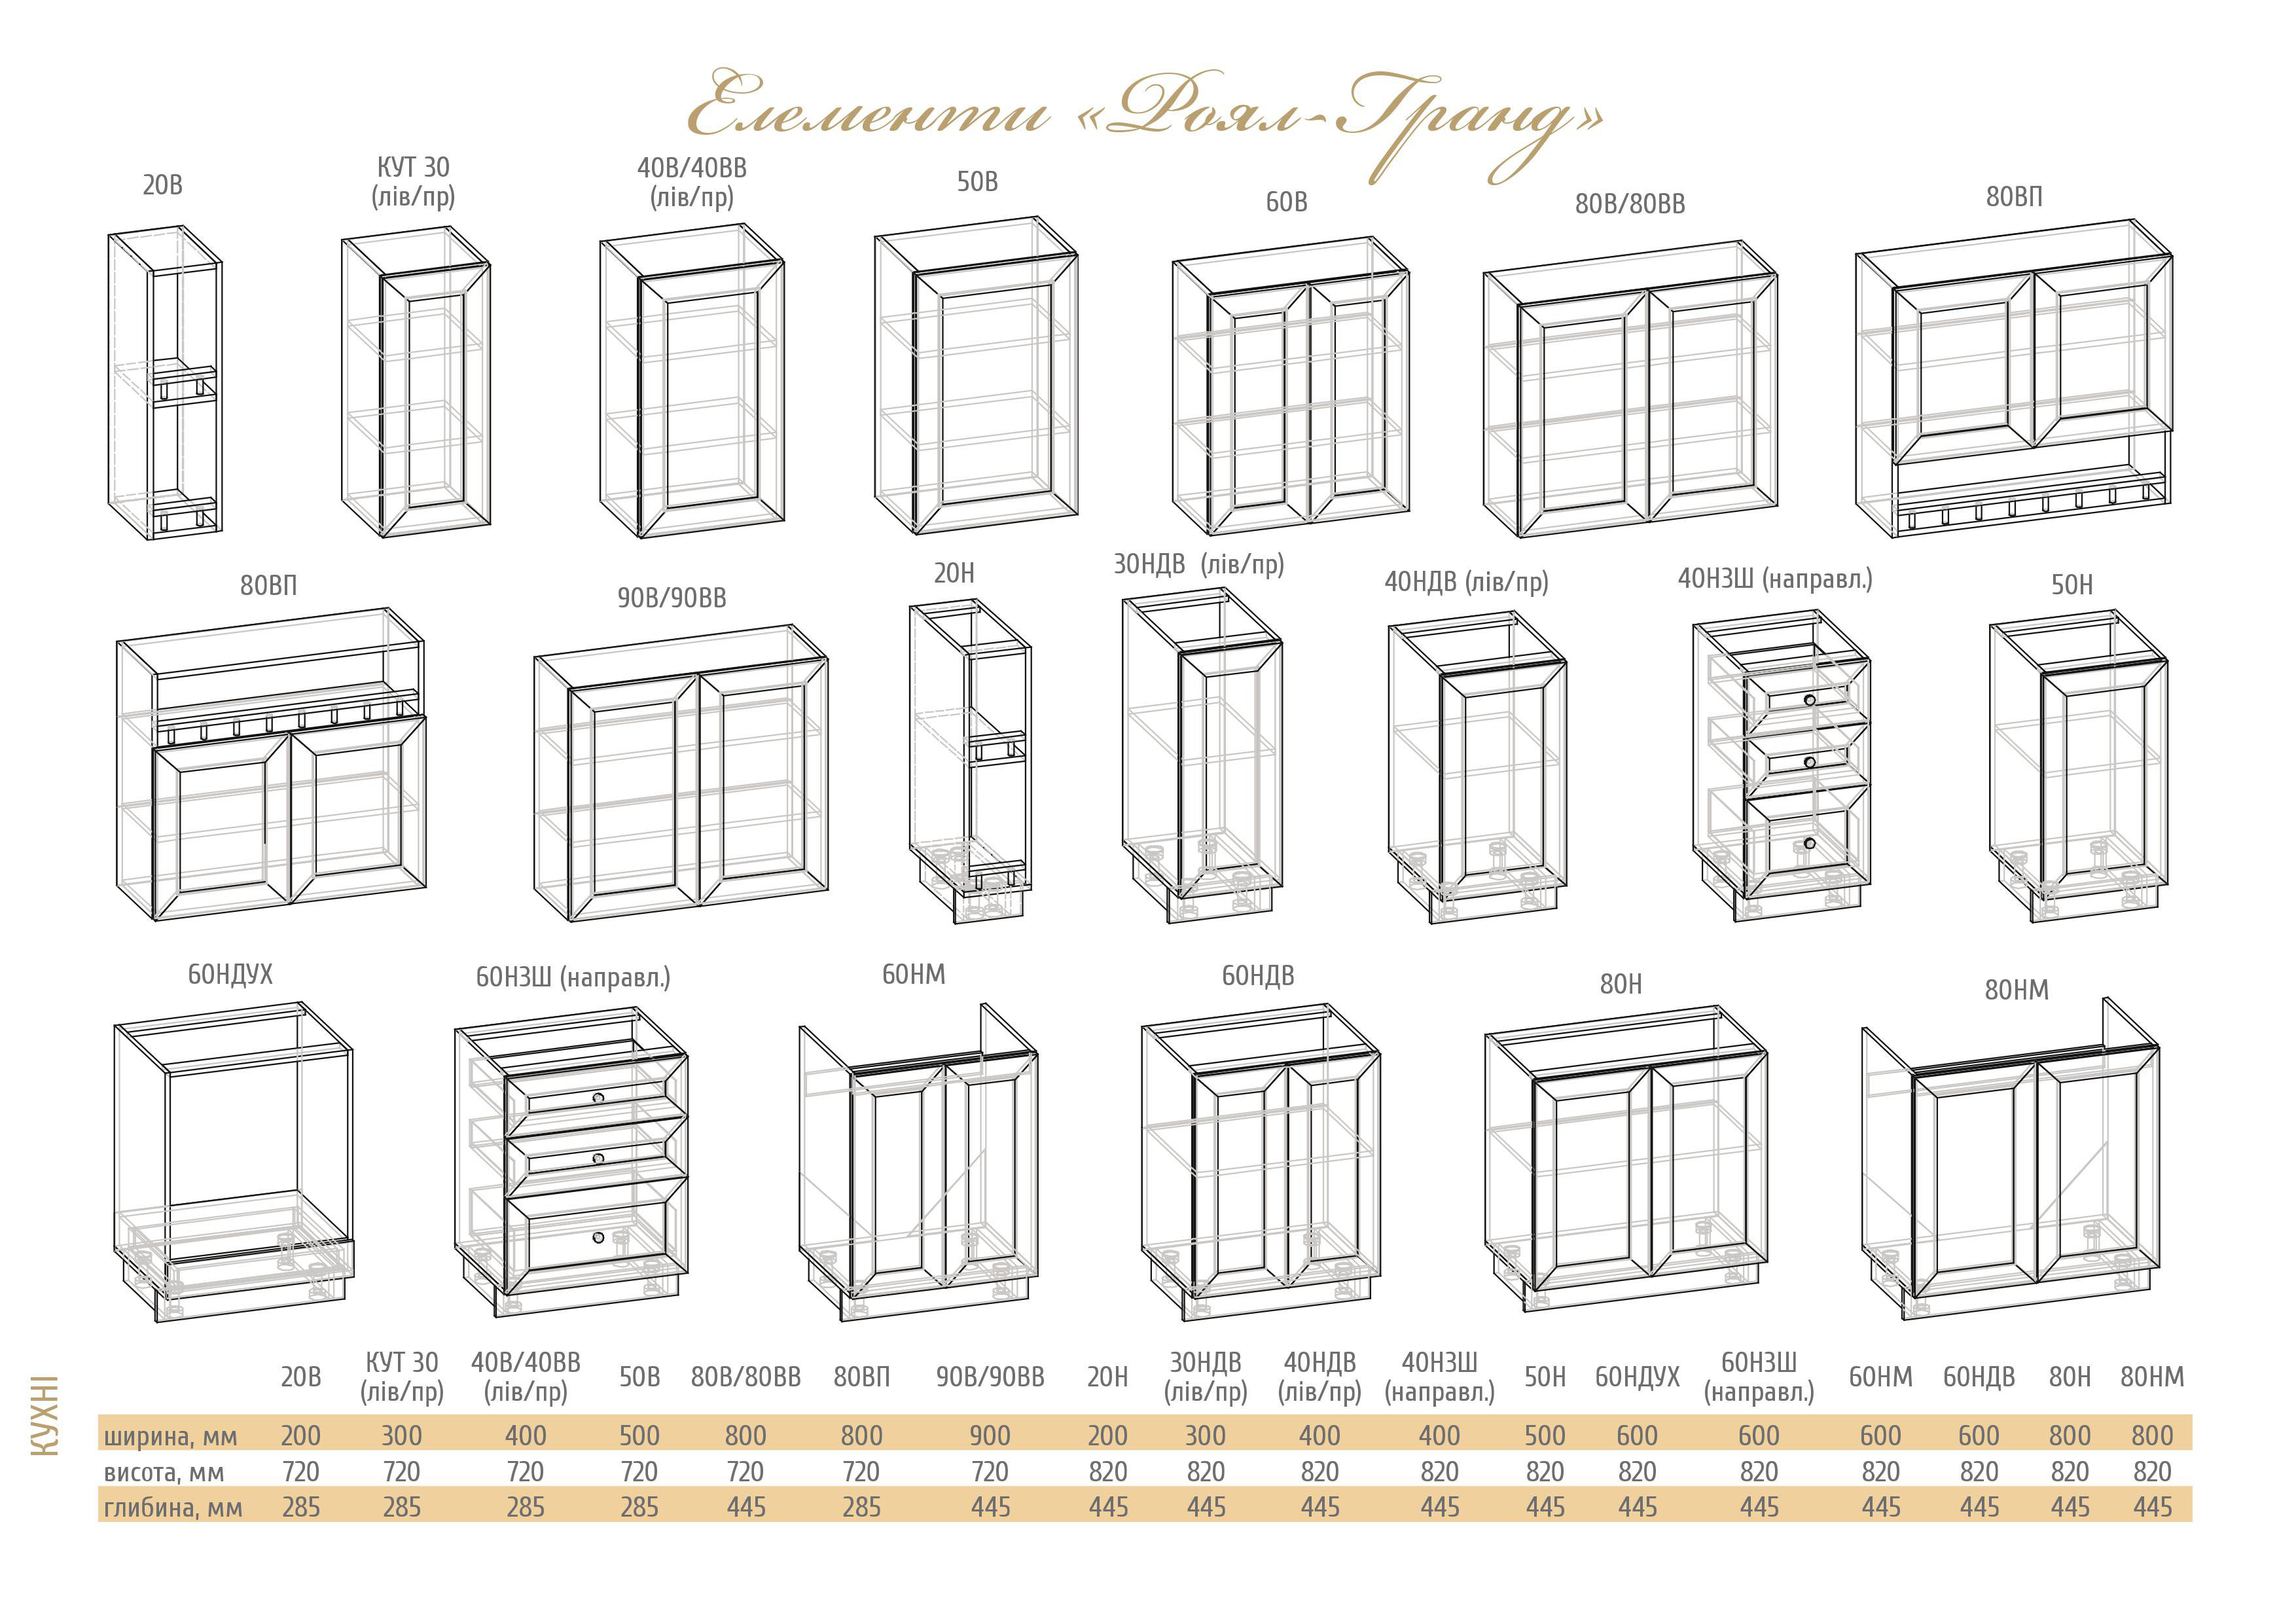 Елементи «Роял-Гранд»
20В
КУТ 30
(лів/пр)
40В/40ВВ
(лів/пр)
50В
60В
80В/80ВВ
80ВП
80ВП
90В/90ВВ
20Н
30НДВ (лів/пр)
40НДВ (лів/пр)
40НЗШ (направл.)
50Н
60НДУХ
60НЗШ (направл.)
60НМ
60НДВ
80Н
80НМ
КУХНІ
20В КУТ 30 (лів/пр) 40В/40ВВ (лів/пр) 50В 80В/80ВВ 80ВП 90В/90ВВ 20Н 30НДВ (лів/пр) 40НДВ (лів/пр) 40НЗШ (направл.) 50Н 60НДУХ 60НЗШ (направл.) 60НМ 60НДВ 80Н 80НМ
ширина, мм 200 300 400 500 800 800 900 200 300 400 400 500 600 600 600 600 800 800
висота, мм 720 720 720 720 720 720 720 820 820 820 820 820 820 820 820 820 820 820
глибина, мм 285 285 285 285 445 285 445 445 445 445 445 445 445 445 445 445 445 445